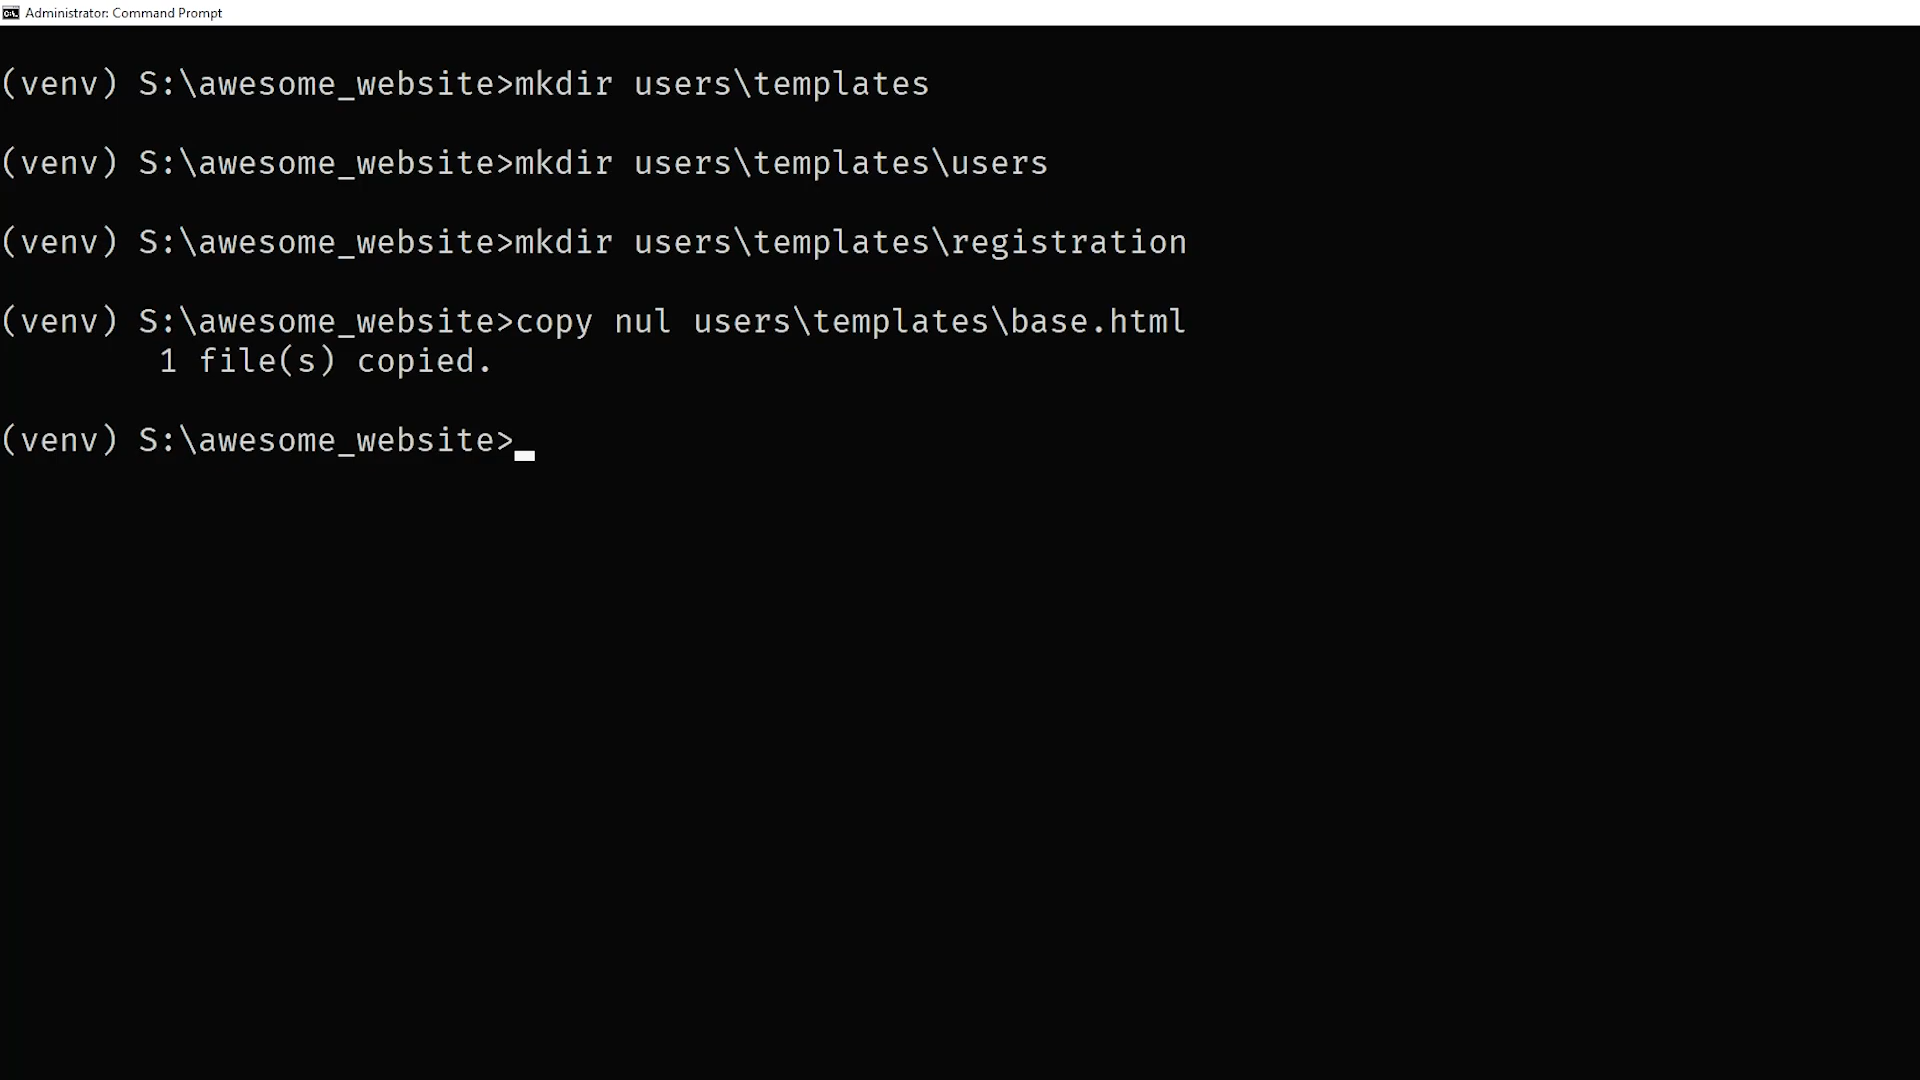 Administrator: Command Prompt
(venv) S:\awesome_website>mkdir users\templates
(venv) S:\awesome_website>mkdir users\templates\users
(venv) S:\awesome_website>mkdir users\templates\registration
(venv) S:\awesome_website>copy nul users\templates\base.html
1 file(s) copied.
(venv) S:\awesome_website>